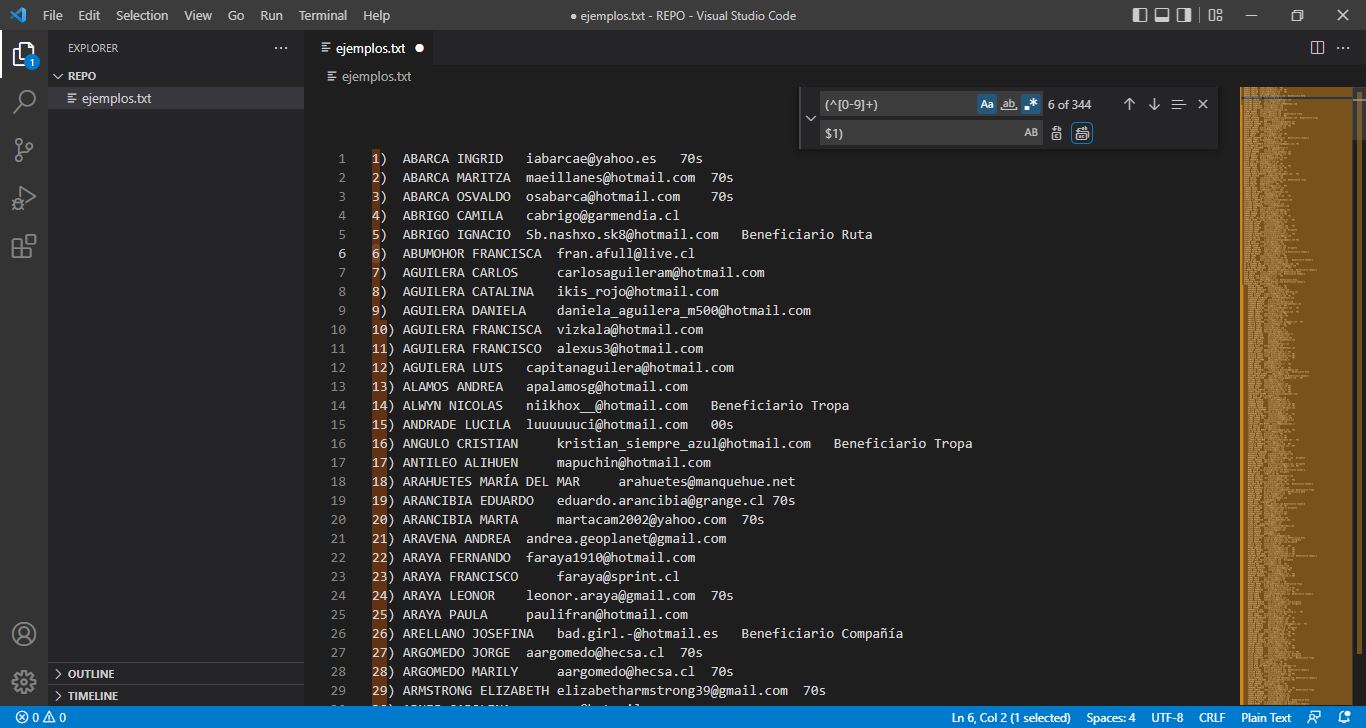 File Edit Selection View Go Run Terminal Help ● ejemplos.txt - REPO - Visual Studio Code
EXPLORER
REPO
ejemplos.txt
1
ejemplos.txt
ejemplos.txt
(^[0-9]+) Aa ab .* 6 of 344
$1) AB
1 1) ABARCA INGRID iabarcae@yahoo.es 70s
2 2) ABARCA MARITZA maeillanes@hotmail.com 70s
3 3) ABARCA OSVALDO osabarca@hotmail.com 70s
4 4) ABRIGO CAMILA cabrigo@garmendia.cl
5 5) ABRIGO IGNACIO Sb.nashxo.sk8@hotmail.com Beneficiario Ruta
6 6) ABUMOHOR FRANCISCA fran.afull@live.cl
7 7) AGUILERA CARLOS carlosaguileram@hotmail.com
8 8) AGUILERA CATALINA ikis_rojo@hotmail.com
9 9) AGUILERA DANIELA daniela_aguilera_m500@hotmail.com
10 10) AGUILERA FRANCISCA vizkala@hotmail.com
11 11) AGUILERA FRANCISCO alexus3@hotmail.com
12 12) AGUILERA LUIS capitanaguilera@hotmail.com
13 13) ALAMOS ANDREA apalamosg@hotmail.com
14 14) ALWYN NICOLAS niikhox__@hotmail.com Beneficiario Tropa
15 15) ANDRADE LUCILA luuuuuuci@hotmail.com 00s
16 16) ANGULO CRISTIAN kristian_siempre_azul@hotmail.com Beneficiario Tropa
17 17) ANTILEO ALIHUEN mapuchin@hotmail.com
18 18) ARAHUETES MARÍA DEL MAR arahuetes@manquehue.net
19 19) ARANCIBIA EDUARDO eduardo.arancibia@grange.cl 70s
20 20) ARANCIBIA MARTA martacam2002@yahoo.com 70s
21 21) ARAVENA ANDREA andrea.geoplanet@gmail.com
22 22) ARAYA FERNANDO faraya1910@hotmail.com
23 23) ARAYA FRANCISCO faraya@sprint.cl
24 24) ARAYA LEONOR leonor.araya@gmail.com 70s
25 25) ARAYA PAULA paulifran@hotmail.com
26 26) ARELLANO JOSEFINA bad.girl.-@hotmail.es Beneficiario Compañía
27 27) ARGOMEDO JORGE aargomedo@hecsa.cl 70s
28 28) ARGOMEDO MARILY aargomedo@hecsa.cl 70s
29 29) ARMSTRONG ELIZABETH elizabetharmstrong39@gmail.com 70s
OUTLINE
TIMELINE
0 0 Ln 6, Col 2 (1 selected) Spaces: 4 UTF-8 CRLF Plain Text